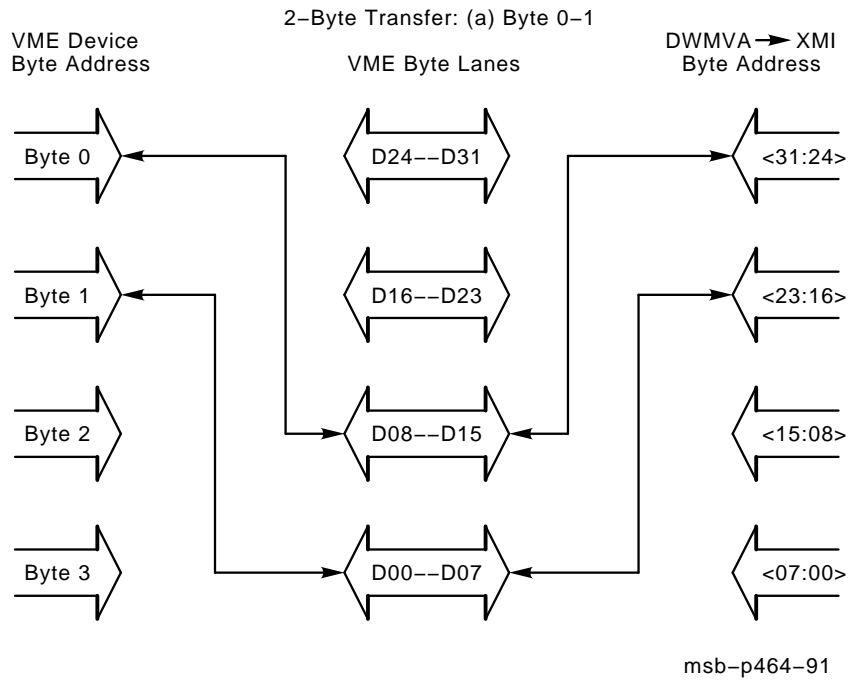 2−Byte Transfer: (a) Byte 0−1
VME Device
Byte Address
VME Byte Lanes
DWMVA → XMI
Byte Address
Byte 0
D24−−D31
<31:24>
Byte 1
D16−−D23
<23:16>
Byte 2
D08−−D15
<15:08>
Byte 3
D00−−D07
<07:00>
msb−p464−91